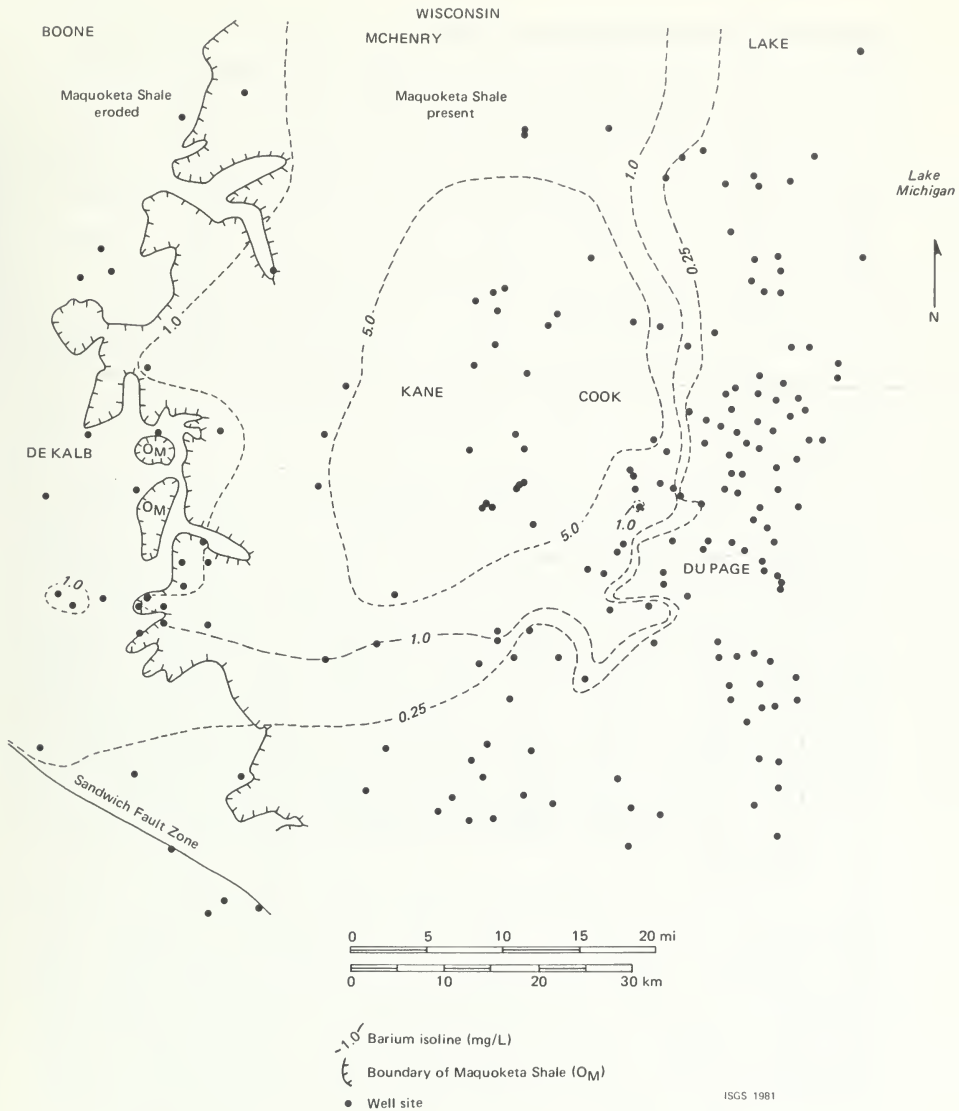 WISCONSIN
BOONE
MCHENRY
LAKE
Maquoketa Shale
eroded
Maquoketa Shale
present
1.0
Lake
Michigan
0.25
N
1.0
5.0
KANE
COOK
DE KALB
OM
OM
1.0
5.0
DU PAGE
1.0
1.0
0.25
Sandwich Fault Zone
0 5 10 15 20 mi
0 10 20 30 km
1.0 Barium isoline (mg/L)
Boundary of Maquoketa Shale (OM)
Well site
ISGS 1981